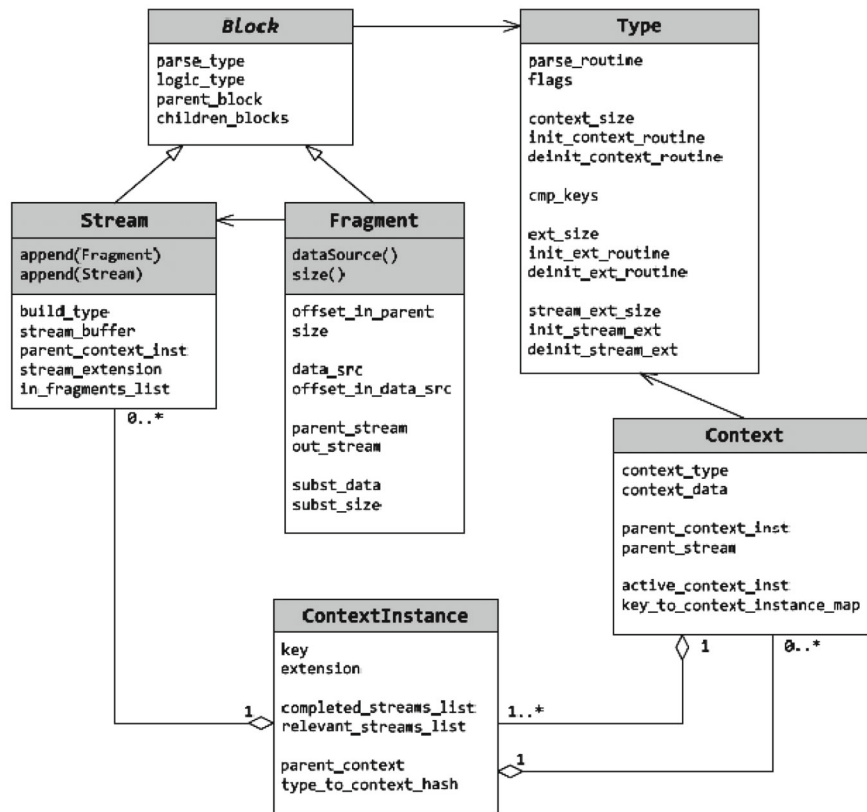 Block
parse_type
logic_type
parent_block
children_blocks
Type
parse_routine
flags
context_size
init_context_routine
deinit_context_routine
cmp_keys
ext_size
init_ext_routine
deinit_ext_routine
stream_ext_size
init_stream_ext
deinit_stream_ext
Stream
append(Fragment)
append(Stream)
build_type
stream_buffer
parent_context_inst
stream_extension
in_fragments_list
0..*
Fragment
dataSource()
size()
offset_in_parent
size
data_src
offset_in_data_src
parent_stream
out_stream
subst_data
subst_size
Context
context_type
context_data
parent_context_inst
parent_stream
active_context_inst
key_to_context_instance_map
1
0..*
ContextInstance
key
extension
completed_streams_list
relevant_streams_list
parent_context
type_to_context_hash
1
1..*
1